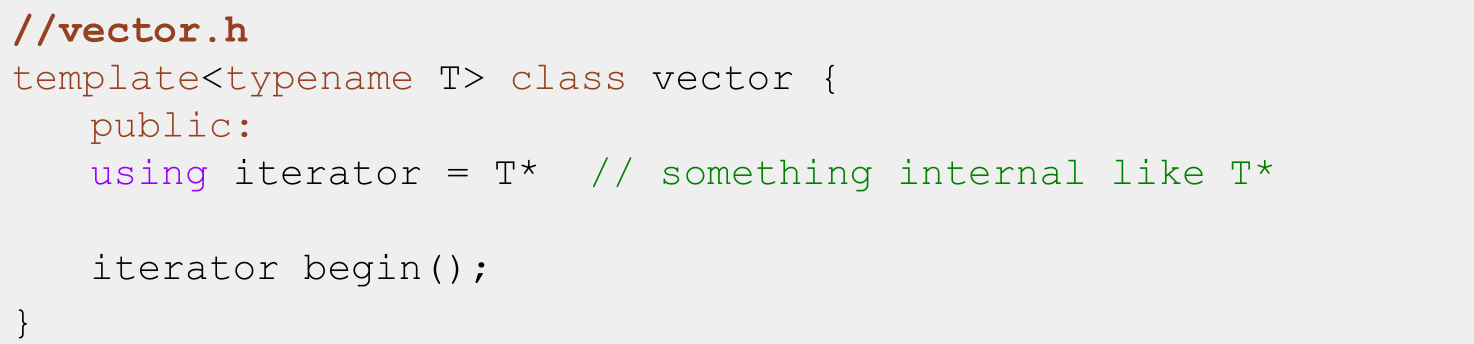 //vector.h
template<typename T> class vector {
public:
using iterator = T*  // something internal like T*
iterator begin();
}